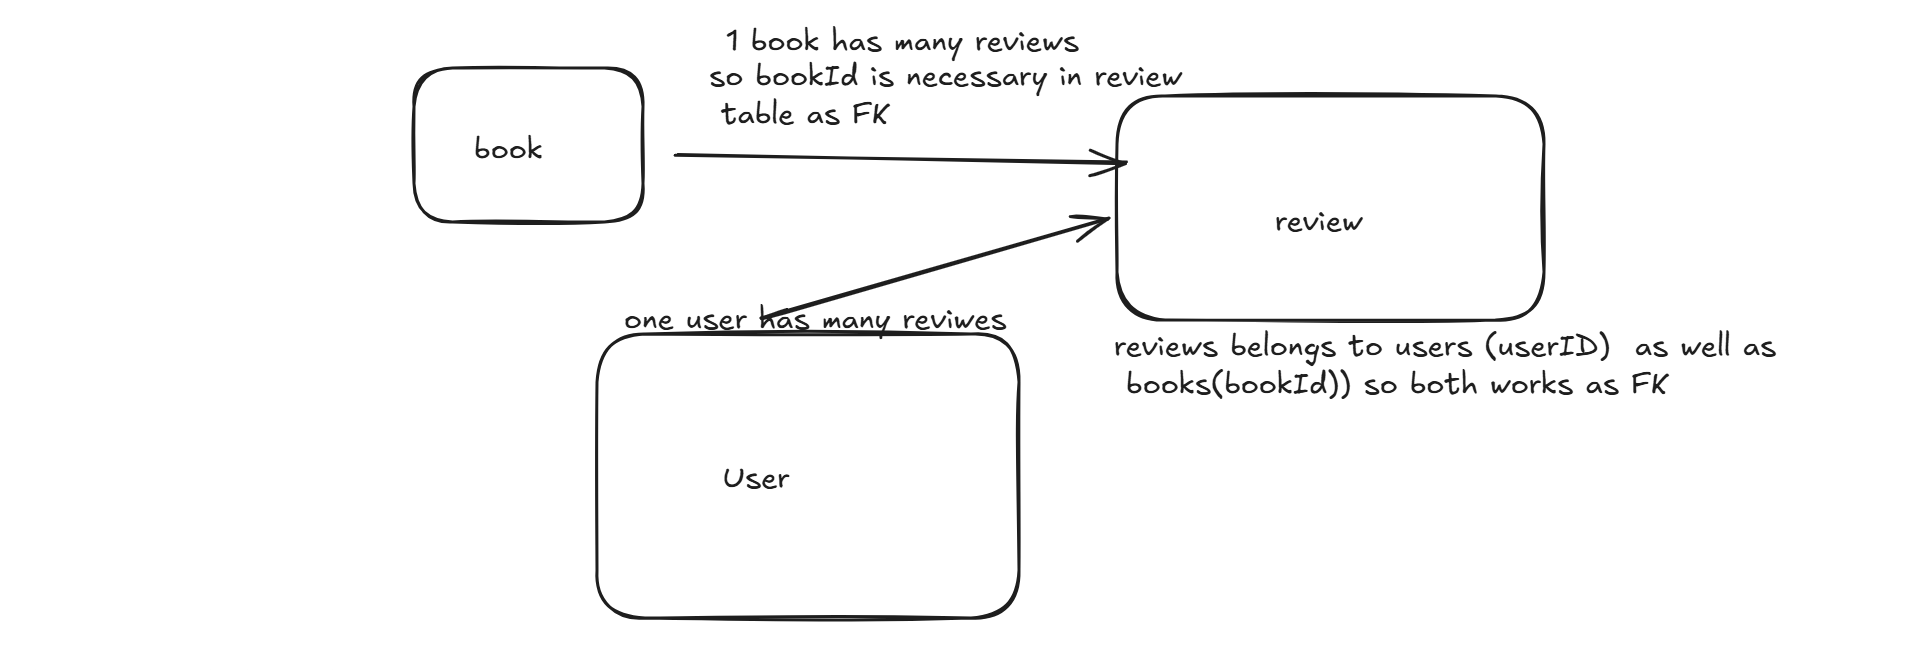 1 book has many reviews
so bookId is necessary in review
table as FK
book
review
one user has many reviwes
reviews belongs to users (userID)  as well as
books(bookId)) so both works as FK
User